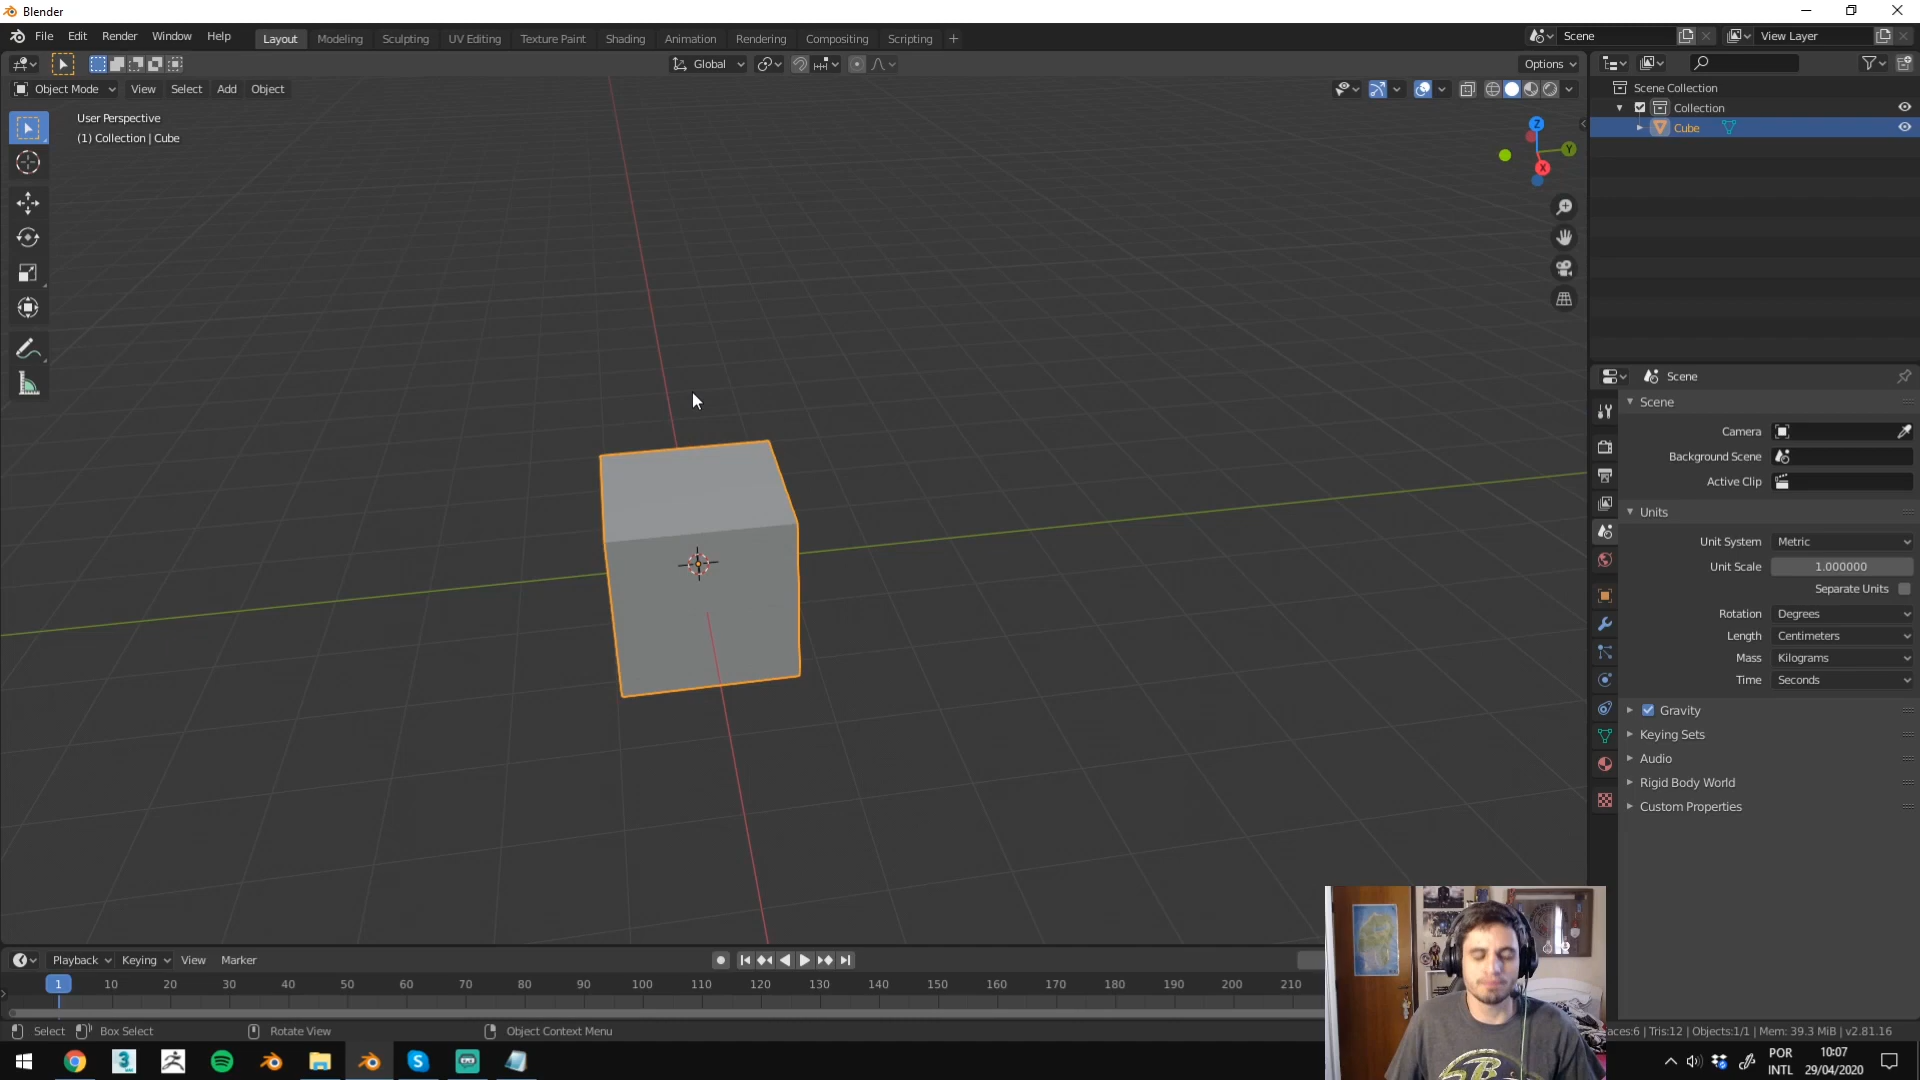 Blender
File Edit Render Window Help Layout Modeling Sculpting UV Editing Texture Paint Shading Animation Rendering Compositing Scripting + Scene View Layer
Global Options
Object Mode View Select Add Object
User Perspective
(1) Collection | Cube
Z
Y
X
Scene Collection
Collection
Cube
Scene
Scene
Camera
Background Scene
Active Clip
Units
Unit System Metric
Unit Scale 1.000000
Separate Units
Rotation Degrees
Length Centimeters
Mass Kilograms
Time Seconds
Gravity
Keying Sets
Audio
Rigid Body World
Custom Properties
Playback Keying View Marker
1 10 20 30 40 50 60 70 80 90 100 110 120 130 140 150 160 170 180 190 200 210
Select Box Select Rotate View Object Context Menu
aces:6 | Tris:12 | Objects:1/1 | Mem: 39.3 MiB | v2.81.16
POR
INTL
10:07
29/04/2020